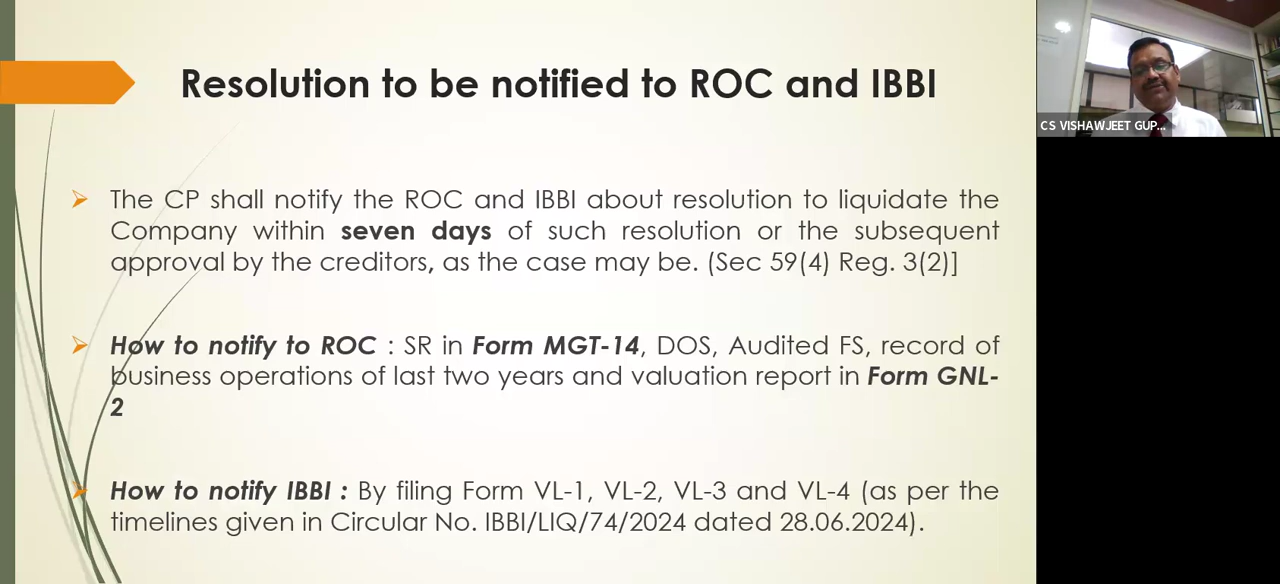 Resolution to be notified to ROC and IBBI
The CP shall notify the ROC and IBBI about resolution to liquidate the
Company within seven days of such resolution or the subsequent
approval by the creditors, as the case may be. (Sec 59(4) Reg. 3(2)]
How to notify to ROC : SR in Form MGT-14, DOS, Audited FS, record of
business operations of last two years and valuation report in Form GNL-
2
How to notify IBBI : By filing Form VL-1, VL-2, VL-3 and VL-4 (as per the
timelines given in Circular No. IBBI/LIQ/74/2024 dated 28.06.2024).
CS VISHAWJEET GUP...